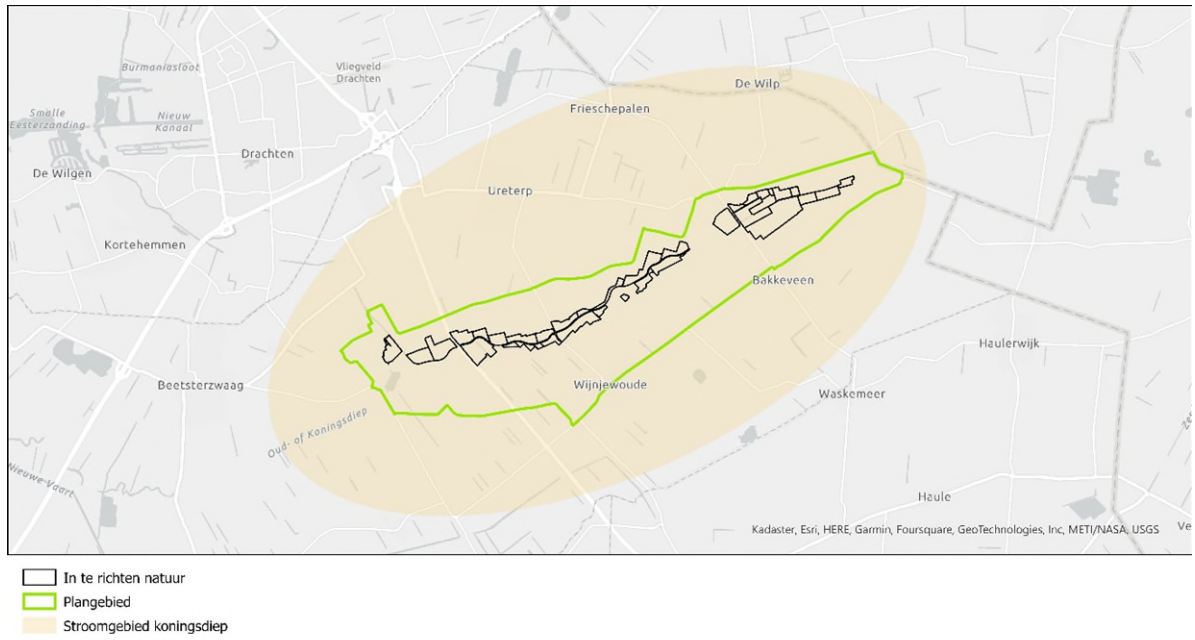 Burmaniasloot
Vliegveld
Drachten
De Wilp
Smalle
Eesterzanding
Nieuw
Kanaal
Frieschepalen
Drachten
De Wilgen
Ureterp
Kortehemmen
Bakkeveen
Haulerwijk
Beetsterzwaag
Wijnjewoude
Waskemeer
Oud- of Koningsdiep
Nieuwe Vaart
Haule
Kadaster, Esri, HERE, Garmin, Foursquare, GeoTechnologies, Inc, METI/NASA, USGS
Ve
In te richten natuur
Plangebied
Stroomgebied koningsdiep